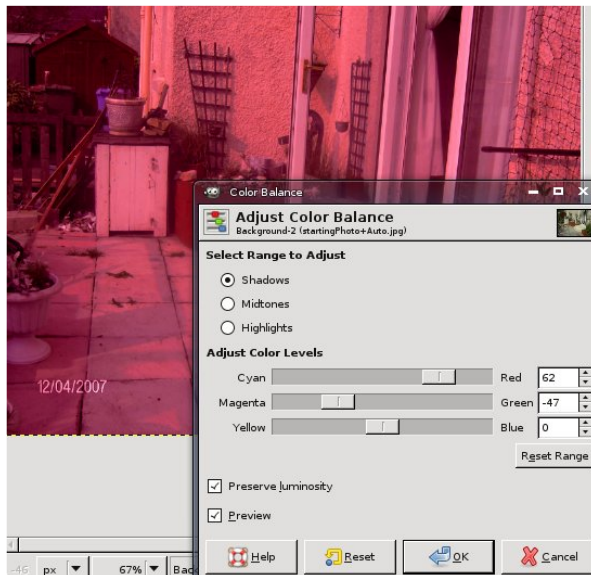 12/04/2007
Color Balance
Adjust Color Balance
Background-2 (startingPhoto+Auto.jpg)
Select Range to Adjust
Shadows
Midtones
Highlights
Adjust Color Levels
Cyan Red 62
Magenta Green -47
Yellow Blue 0
Reset Range
Preserve luminosity
Preview
Help Reset OK Cancel
-46 px 67% Bac